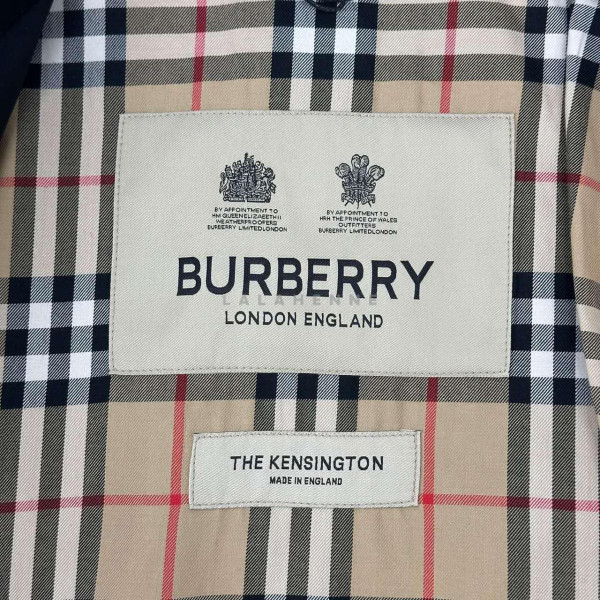 BY APPOINTMENT TO
HM QUEEN ELIZABETH II
WEATHERPROOFERS
BURBERRY LIMITED LONDON
BY APPOINTMENT TO
HRH THE PRINCE OF WALES
OUTFITTERS
BURBERRY LIMITED LONDON
BURBERRY
LALAHENNE
LONDON ENGLAND
THE KENSINGTON
MADE IN ENGLAND